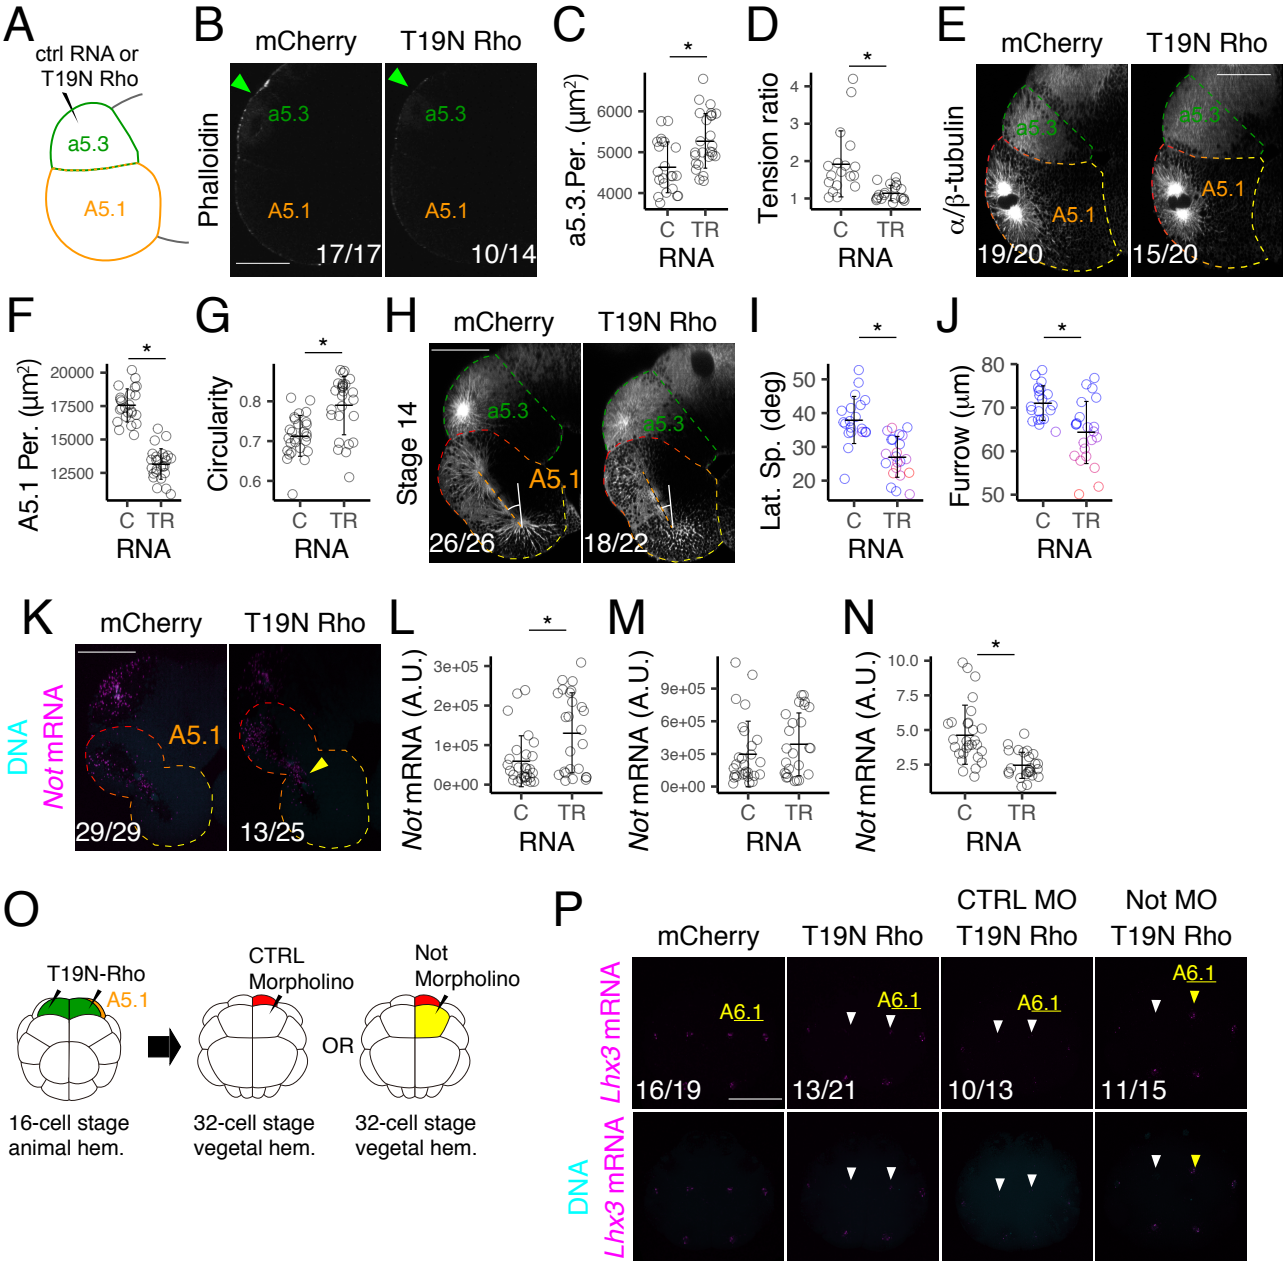 A
ctrl RNA or
T19N Rho
a5.3
A5.1
B
mCherry
T19N Rho
Phalloidin
a5.3
a5.3
A5.1
A5.1
17/17
10/14
C
a5.3.Per. (µm²)
*
6000
5000
4000
C TR
RNA
D
Tension ratio
*
4
3
2
1
C TR
RNA
E
mCherry
T19N Rho
α/β-tubulin
a5.3
a5.3
A5.1
A5.1
19/20
15/20
F
A5.1 Per. (µm²)
*
20000
17500
15000
12500
C TR
RNA
G
Circularity
*
0.8
0.7
0.6
C TR
RNA
H
mCherry
T19N Rho
Stage 14
a5.3
a5.3
A5.1
26/26
18/22
I
Lat. Sp. (deg)
*
50
40
30
20
C TR
RNA
J
Furrow (µm)
*
80
70
60
50
C TR
RNA
K
mCherry
T19N Rho
DNA
Not mRNA
A5.1
29/29
13/25
L
Not mRNA (A.U.)
*
3e+05
2e+05
1e+05
0e+00
C TR
RNA
M
Not mRNA (A.U.)
9e+05
6e+05
3e+05
0e+00
C TR
RNA
N
Not mRNA (A.U.)
*
10.0
7.5
5.0
2.5
C TR
RNA
O
T19N-Rho
A5.1
16-cell stage
animal hem.
CTRL
Morpholino
32-cell stage
vegetal hem.
OR
Not
Morpholino
32-cell stage
vegetal hem.
P
mCherry
T19N Rho
CTRL MO
T19N Rho
Not MO
T19N Rho
Lhx3 mRNA
A6.1
A6.1
A6.1
A6.1
16/19
13/21
10/13
11/15
DNA
Lhx3 mRNA